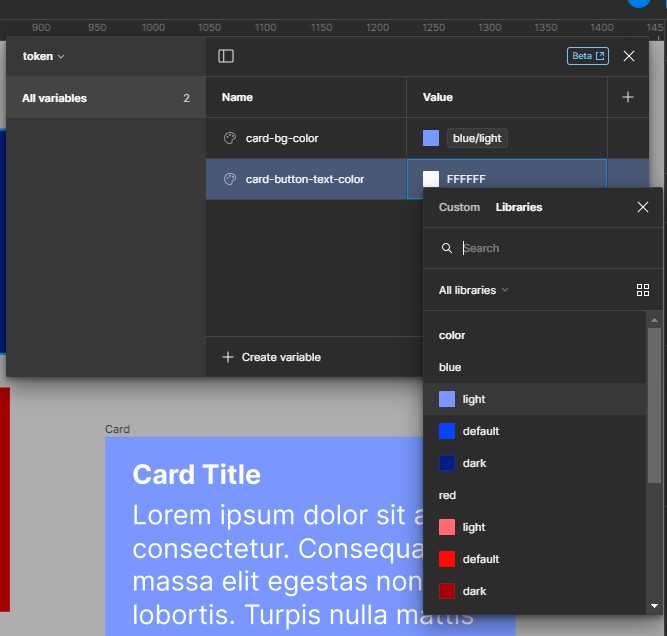 900 950 1000 1050 1100 1150 1200 1250 1300 1350 1400 145
token
Beta
All variables 2
Name Value
card-bg-color blue/light
card-button-text-color FFFFFF
Custom Libraries
Search
All libraries
color
blue
light
default
dark
red
light
default
dark
Create variable
Card
Card Title
Lorem ipsum dolor sit a
consectetur. Consequa
massa elit egestas non
lobortis. Turpis nulla mattis